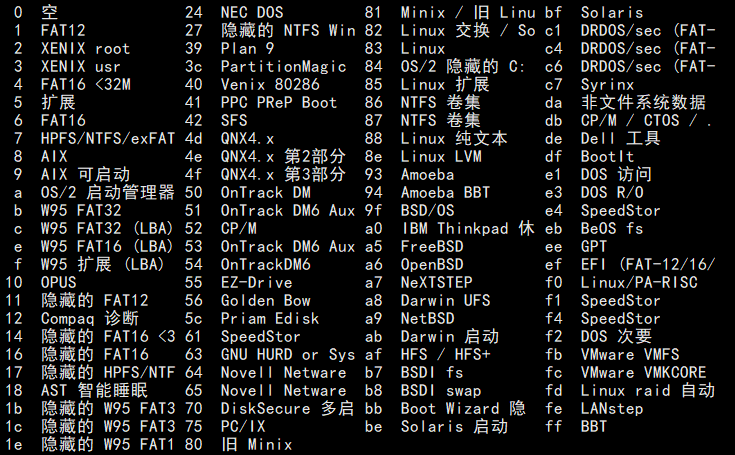 0 空 24 NEC DOS 81 Minix / 旧 Linu bf Solaris
1 FAT12 27 隐藏的 NTFS Win 82 Linux 交换 / So c1 DRDOS/sec (FAT-
2 XENIX root 39 Plan 9 83 Linux c4 DRDOS/sec (FAT-
3 XENIX usr 3c PartitionMagic 84 OS/2 隐藏的 C: c6 DRDOS/sec (FAT-
4 FAT16 <32M 40 Venix 80286 85 Linux 扩展 c7 Syrinx
5 扩展 41 PPC PReP Boot 86 NTFS 卷集 da 非文件系统数据
6 FAT16 42 SFS 87 NTFS 卷集 db CP/M / CTOS / .
7 HPFS/NTFS/exFAT 4d QNX4.x 88 Linux 纯文本 de Dell 工具
8 AIX 4e QNX4.x 第2部分 8e Linux LVM df BootIt
9 AIX 可启动 4f QNX4.x 第3部分 93 Amoeba e1 DOS 访问
a OS/2 启动管理器 50 OnTrack DM 94 Amoeba BBT e3 DOS R/O
b W95 FAT32 51 OnTrack DM6 Aux 9f BSD/OS e4 SpeedStor
c W95 FAT32 (LBA) 52 CP/M a0 IBM Thinkpad 休 eb BeOS fs
e W95 FAT16 (LBA) 53 OnTrack DM6 Aux a5 FreeBSD ee GPT
f W95 扩展 (LBA) 54 OnTrackDM6 a6 OpenBSD ef EFI (FAT-12/16/
10 OPUS 55 EZ-Drive a7 NeXTSTEP f0 Linux/PA-RISC
11 隐藏的 FAT12 56 Golden Bow a8 Darwin UFS f1 SpeedStor
12 Compaq 诊断 5c Priam Edisk a9 NetBSD f4 SpeedStor
14 隐藏的 FAT16 <3 61 SpeedStor ab Darwin 启动 f2 DOS 次要
16 隐藏的 FAT16 63 GNU HURD or Sys af HFS / HFS+ fb VMware VMFS
17 隐藏的 HPFS/NTF 64 Novell Netware b7 BSDI fs fc VMware VMKCORE
18 AST 智能睡眠 65 Novell Netware b8 BSDI swap fd Linux raid 自动
1b 隐藏的 W95 FAT3 70 DiskSecure 多启 bb Boot Wizard 隐 fe LANstep
1c 隐藏的 W95 FAT3 75 PC/IX be Solaris 启动 ff BBT
1e 隐藏的 W95 FAT1 80 旧 Minix